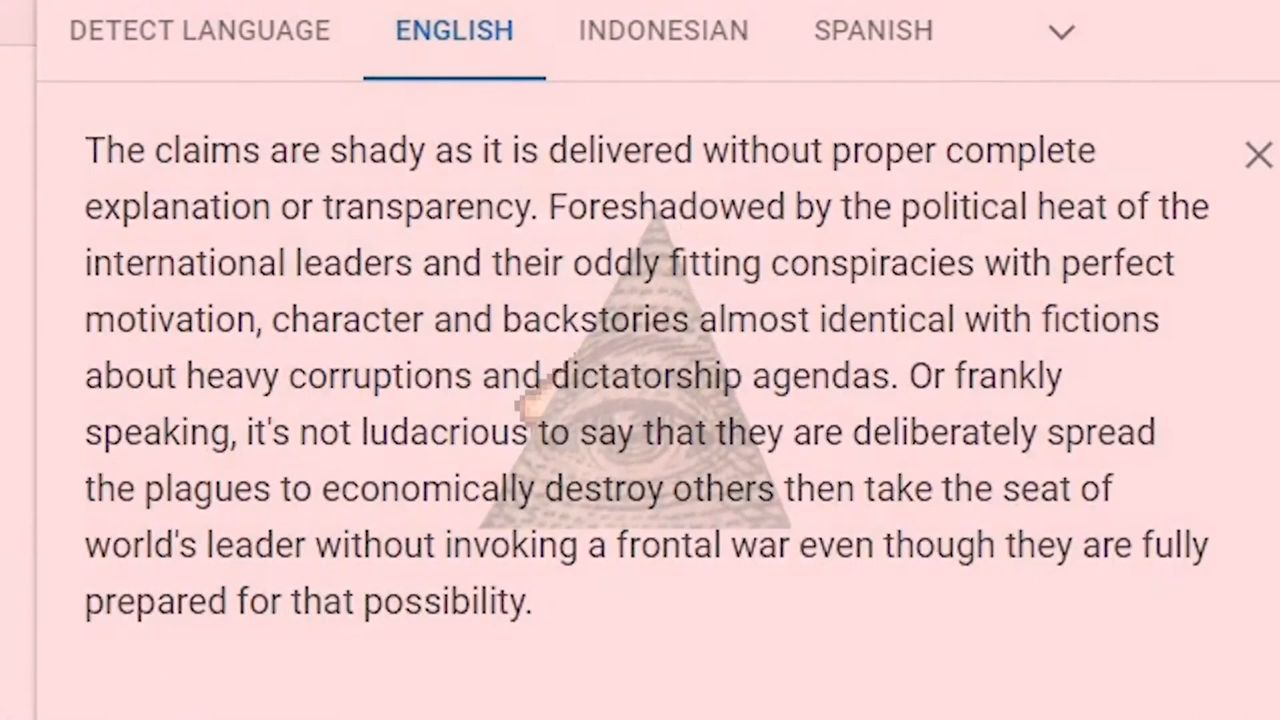 DETECT LANGUAGE ENGLISH INDONESIAN SPANISH
The claims are shady as it is delivered without proper complete
explanation or transparency. Foreshadowed by the political heat of the
international leaders and their oddly fitting conspiracies with perfect
motivation, character and backstories almost identical with fictions
about heavy corruptions and dictatorship agendas. Or frankly
speaking, it's not ludacrious to say that they are deliberately spread
the plagues to economically destroy others then take the seat of
world's leader without invoking a frontal war even though they are fully
prepared for that possibility.